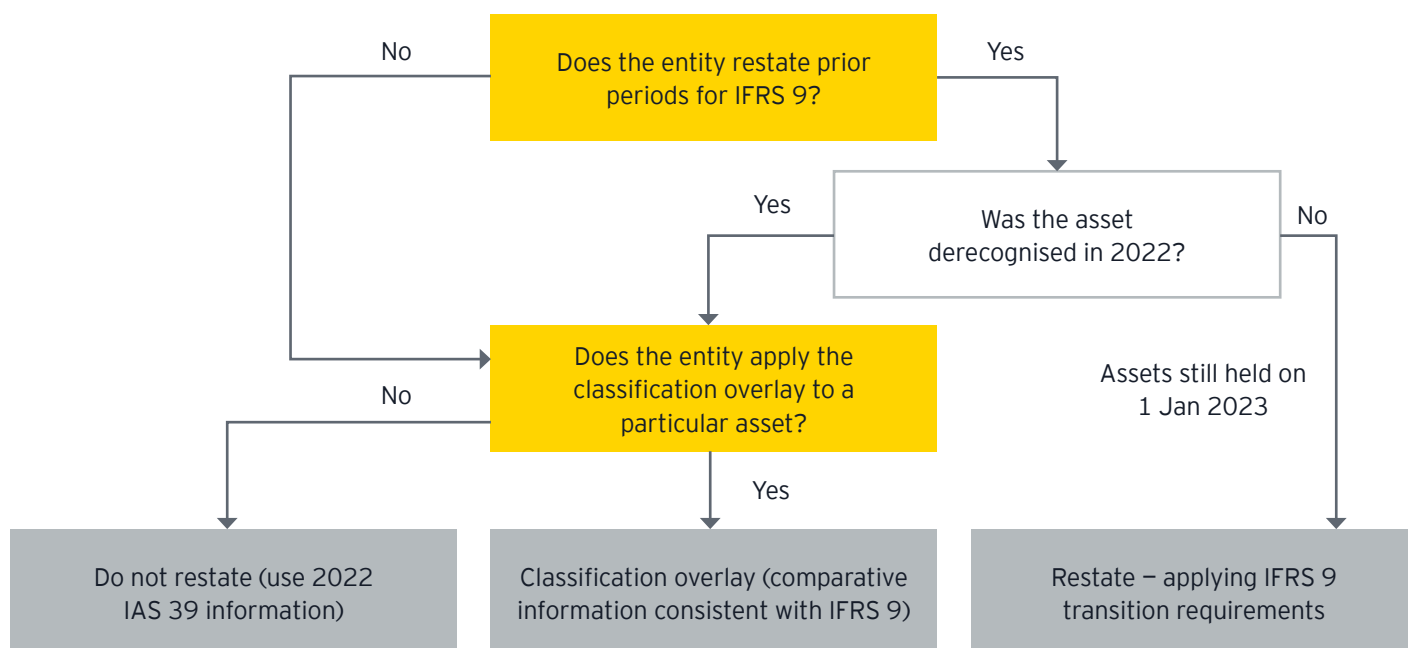 No
Does the entity restate prior
periods for IFRS 9?
Yes
Yes
Was the asset
derecognised in 2022?
No
Does the entity apply the
classification overlay to a
particular asset?
No
Assets still held on
1 Jan 2023
Yes
Do not restate (use 2022
IAS 39 information)
Classification overlay (comparative
information consistent with IFRS 9)
Restate – applying IFRS 9
transition requirements